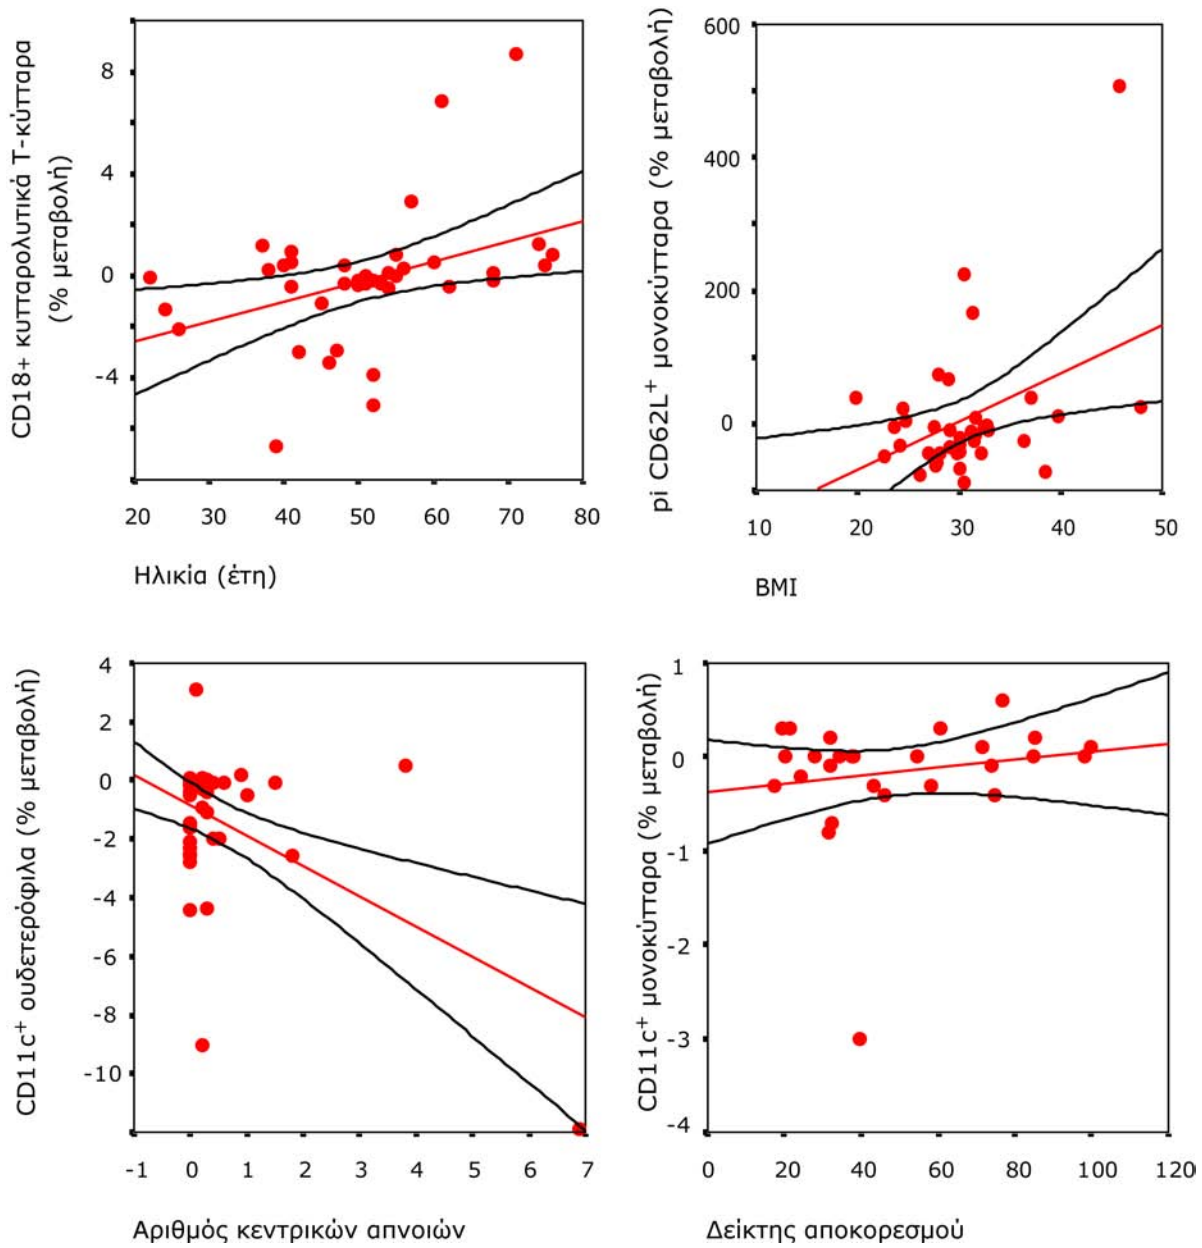 CD18+ κυτταρολυτικά Τ-κύτταρα
(% μεταβολή)
8
4
0
-4
20 30 40 50 60 70 80
Ηλικία (έτη)
pi CD62L⁺ μονοκύτταρα (% μεταβολή)
600
400
200
0
10 20 30 40 50
BMI
CD11c⁺ ουδετερόφιλα (% μεταβολή)
4
2
0
-2
-4
-6
-8
-10
-1 0 1 2 3 4 5 6 7
Αριθμός κεντρικών απνοιών
CD11c⁺ μονοκύτταρα (% μεταβολή)
1
0
-1
-2
-3
-4
0 20 40 60 80 100 120
Δείκτης αποκορεσμού